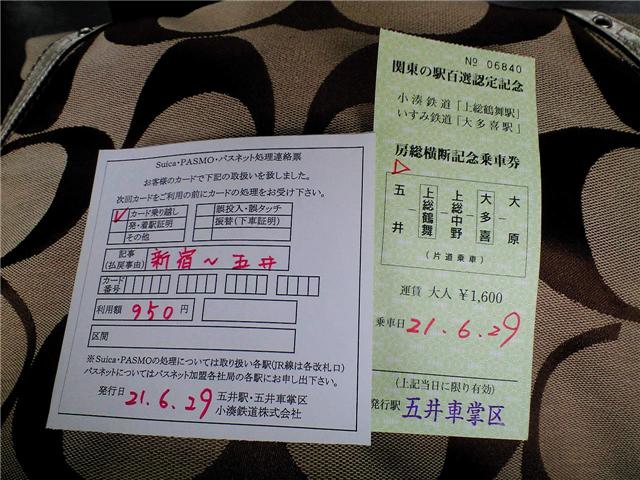 Suica・PASMO・パスネット処理連絡票
お客様のカードで下記の取扱いを致しました。
次回カードをご利用の前にカードの処理をお受け下さい。
カード乗り越し 誤投入・誤タッチ
発・着駅証明 振替(下車証明)
その他
記事
(払戻事由) 新宿〜五井
カード
番号
利用額 950円
区間
※Suica・PASMOの処理については取り扱い各駅(JR線は各改札口)
パスネットについてはパスネット加盟各社局の各駅にお申し出下さい。
発行日 21.6.29 五井駅・五井車掌区
小湊鉄道株式会社
№ 06840
関東の駅百選認定記念
小湊鉄道「上総鶴舞駅」
いすみ鉄道「大多喜駅」
房総横断記念乗車券
五井―上総鶴舞―上総中野―大多喜―大原
(片道乗車)
運賃 大人 ¥1,600
乗車日 21.6.29
(上記当日に限り有効)
発行駅 五井車掌区